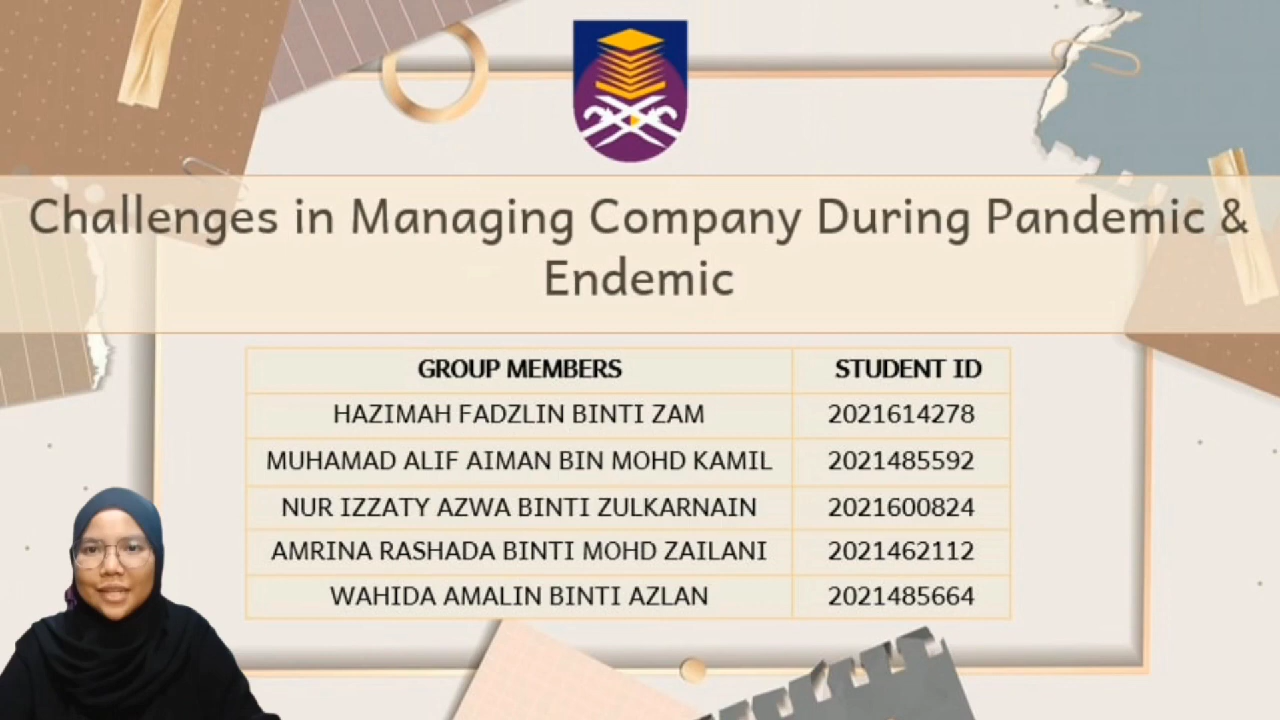 Challenges in Managing Company During Pandemic &
Endemic
GROUP MEMBERS STUDENT ID
HAZIMAH FADZLIN BINTI ZAM 2021614278
MUHAMAD ALIF AIMAN BIN MOHD KAMIL 2021485592
NUR IZZATY AZWA BINTI ZULKARNAIN 2021600824
AMRINA RASHADA BINTI MOHD ZAILANI 2021462112
WAHIDA AMALIN BINTI AZLAN 2021485664